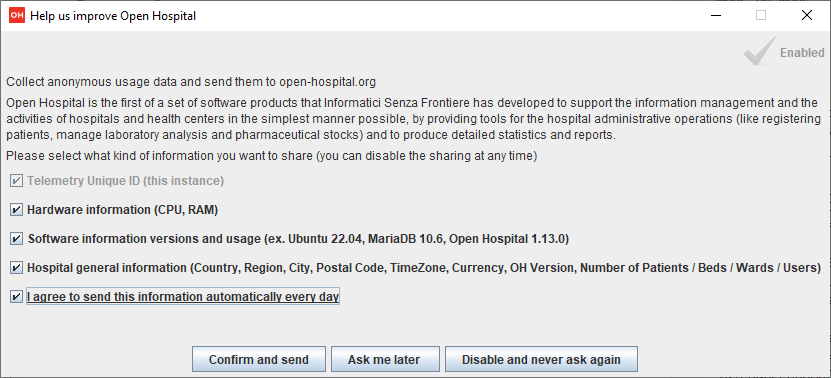 OH Help us improve Open Hospital
Enabled
Collect anonymous usage data and send them to open-hospital.org
Open Hospital is the first of a set of software products that Informatici Senza Frontiere has developed to support the information management and the
activities of hospitals and health centers in the simplest manner possible, by providing tools for the hospital administrative operations (like registering
patients, manage laboratory analysis and pharmaceutical stocks) and to produce detailed statistics and reports.
Please select what kind of information you want to share (you can disable the sharing at any time)
Telemetry Unique ID (this instance)
Hardware information (CPU, RAM)
Software information versions and usage (ex. Ubuntu 22.04, MariaDB 10.6, Open Hospital 1.13.0)
Hospital general information (Country, Region, City, Postal Code, TimeZone, Currency, OH Version, Number of Patients / Beds / Wards / Users)
I agree to send this information automatically every day
Confirm and send
Ask me later
Disable and never ask again